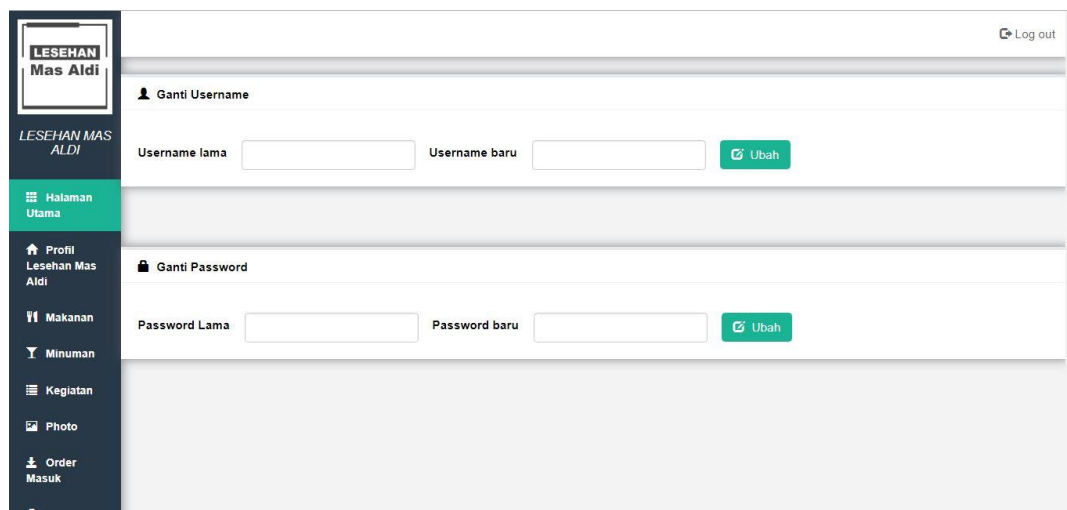 LESEHAN
Mas Aldi
LESEHAN MAS
ALDI
Halaman
Utama
Profil
Lesehan Mas
Aldi
Makanan
Minuman
Kegiatan
Photo
Order
Masuk
Log out
Ganti Username
Username lama
Username baru
Ubah
Ganti Password
Password Lama
Password baru
Ubah